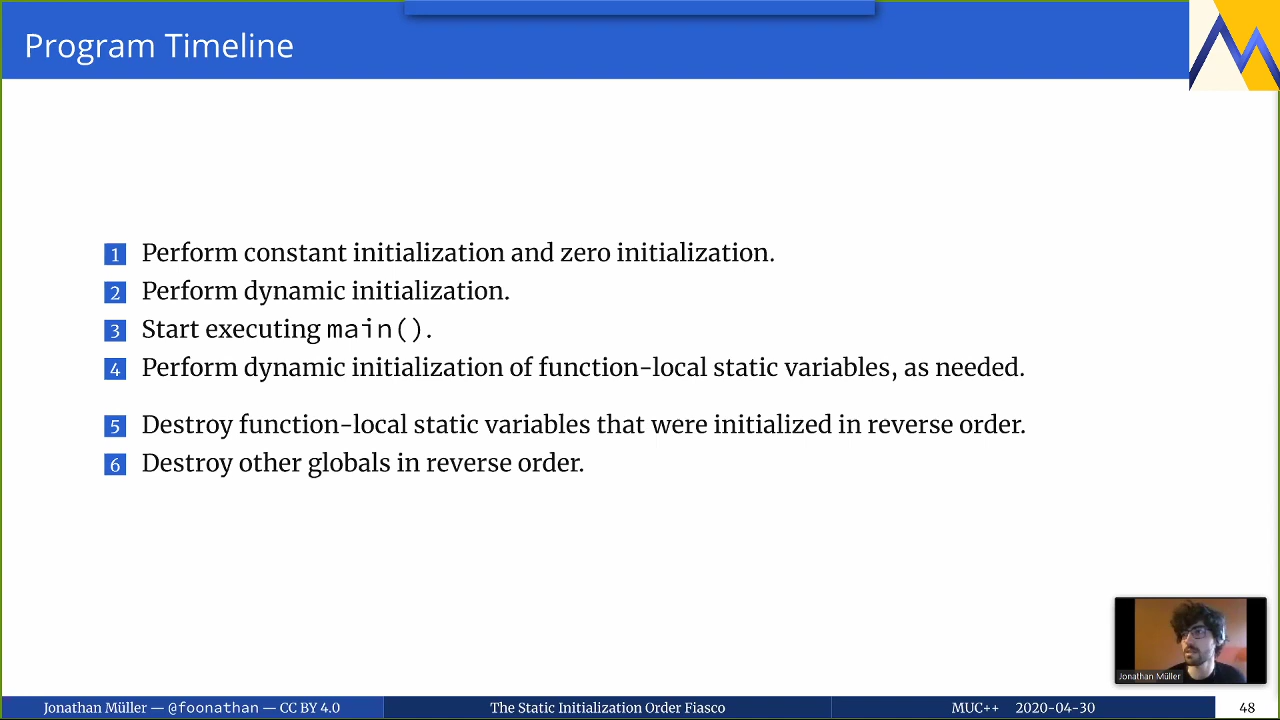 Program Timeline
1 Perform constant initialization and zero initialization.
2 Perform dynamic initialization.
3 Start executing main().
4 Perform dynamic initialization of function-local static variables, as needed.
5 Destroy function-local static variables that were initialized in reverse order.
6 Destroy other globals in reverse order.
Jonathan Müller
Jonathan Müller — @foonathan — CC BY 4.0
The Static Initialization Order Fiasco
MUC++ 2020-04-30
48